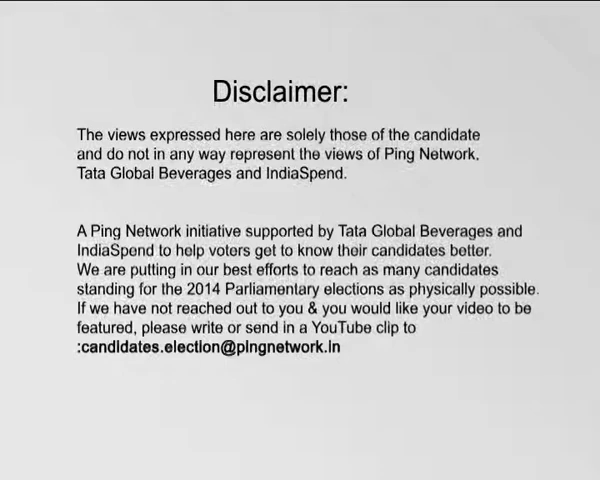 Disclaimer:
The views expressed here are solely those of the candidate
and do not in any way represent the views of Ping Network,
Tata Global Beverages and IndiaSpend.
A Ping Network initiative supported by Tata Global Beverages and
IndiaSpend to help voters get to know their candidates better.
We are putting in our best efforts to reach as many candidates
standing for the 2014 Parliamentary elections as physically possible.
If we have not reached out to you & you would like your video to be
featured, please write or send in a YouTube clip to
:candidates.election@pingnetwork.in